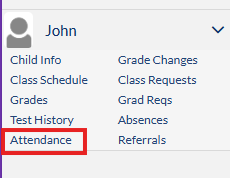 John
Child Info Grade Changes
Class Schedule Class Requests
Grades Grad Reqs
Test History Absences
Attendance Referrals